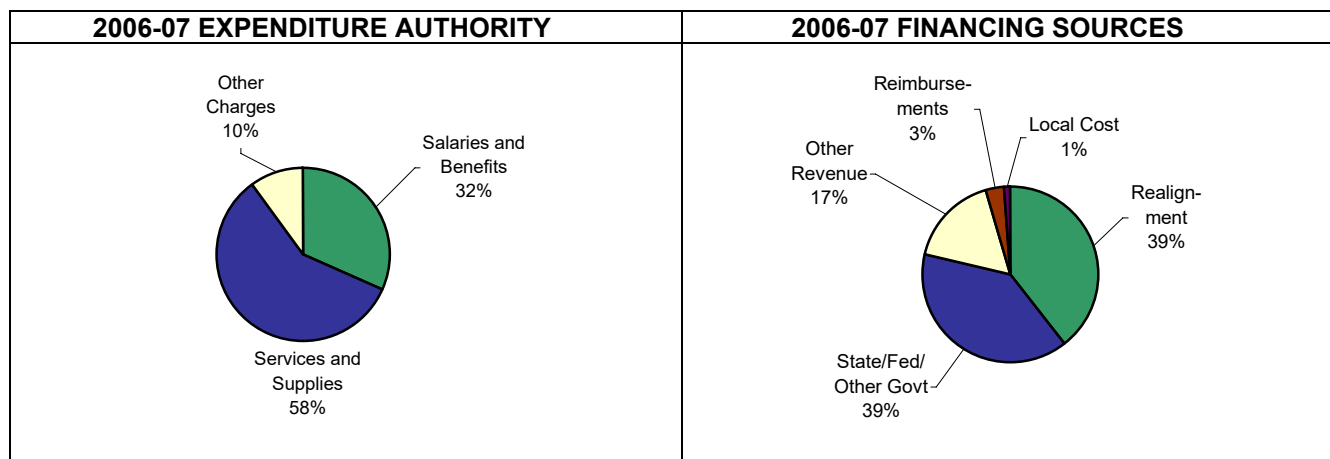 2006-07 EXPENDITURE AUTHORITY
Other
Charges
10%
Salaries and
Benefits
32%
Services and
Supplies
58%
2006-07 FINANCING SOURCES
Reimburse-
ments
3%
Local Cost
1%
Other
Revenue
17%
Realign-
ment
39%
State/Fed/
Other Govt
39%